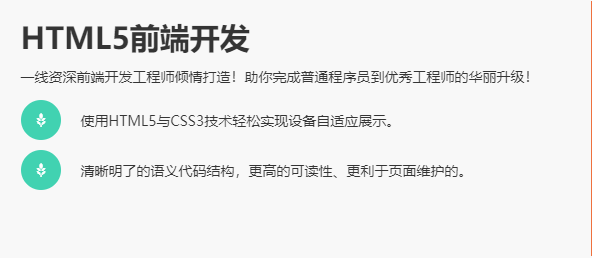 HTML5前端开发
一线资深前端开发工程师倾情打造！助你完成普通程序员到优秀工程师的华丽升级！
使用HTML5与CSS3技术轻松实现设备自适应展示。
清晰明了的语义代码结构，更高的可读性、更利于页面维护的。